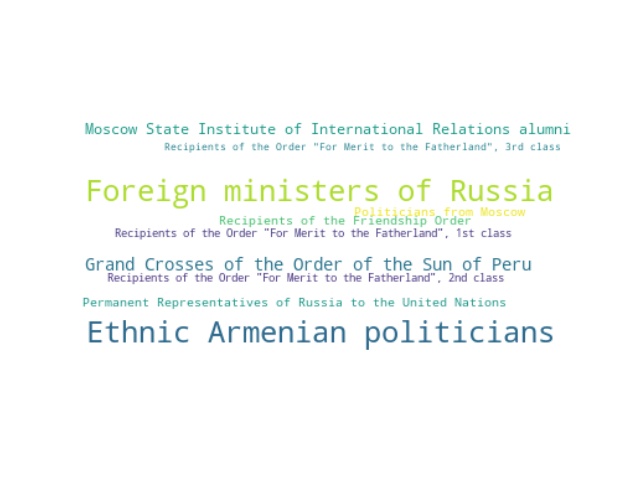 Moscow State Institute of International Relations alumni
Recipients of the Order "For Merit to the Fatherland", 3rd class
Foreign ministers of Russia
Politicians from Moscow
Recipients of the Friendship Order
Recipients of the Order "For Merit to the Fatherland", 1st class
Grand Crosses of the Order of the Sun of Peru
Recipients of the Order "For Merit to the Fatherland", 2nd class
Permanent Representatives of Russia to the United Nations
Ethnic Armenian politicians